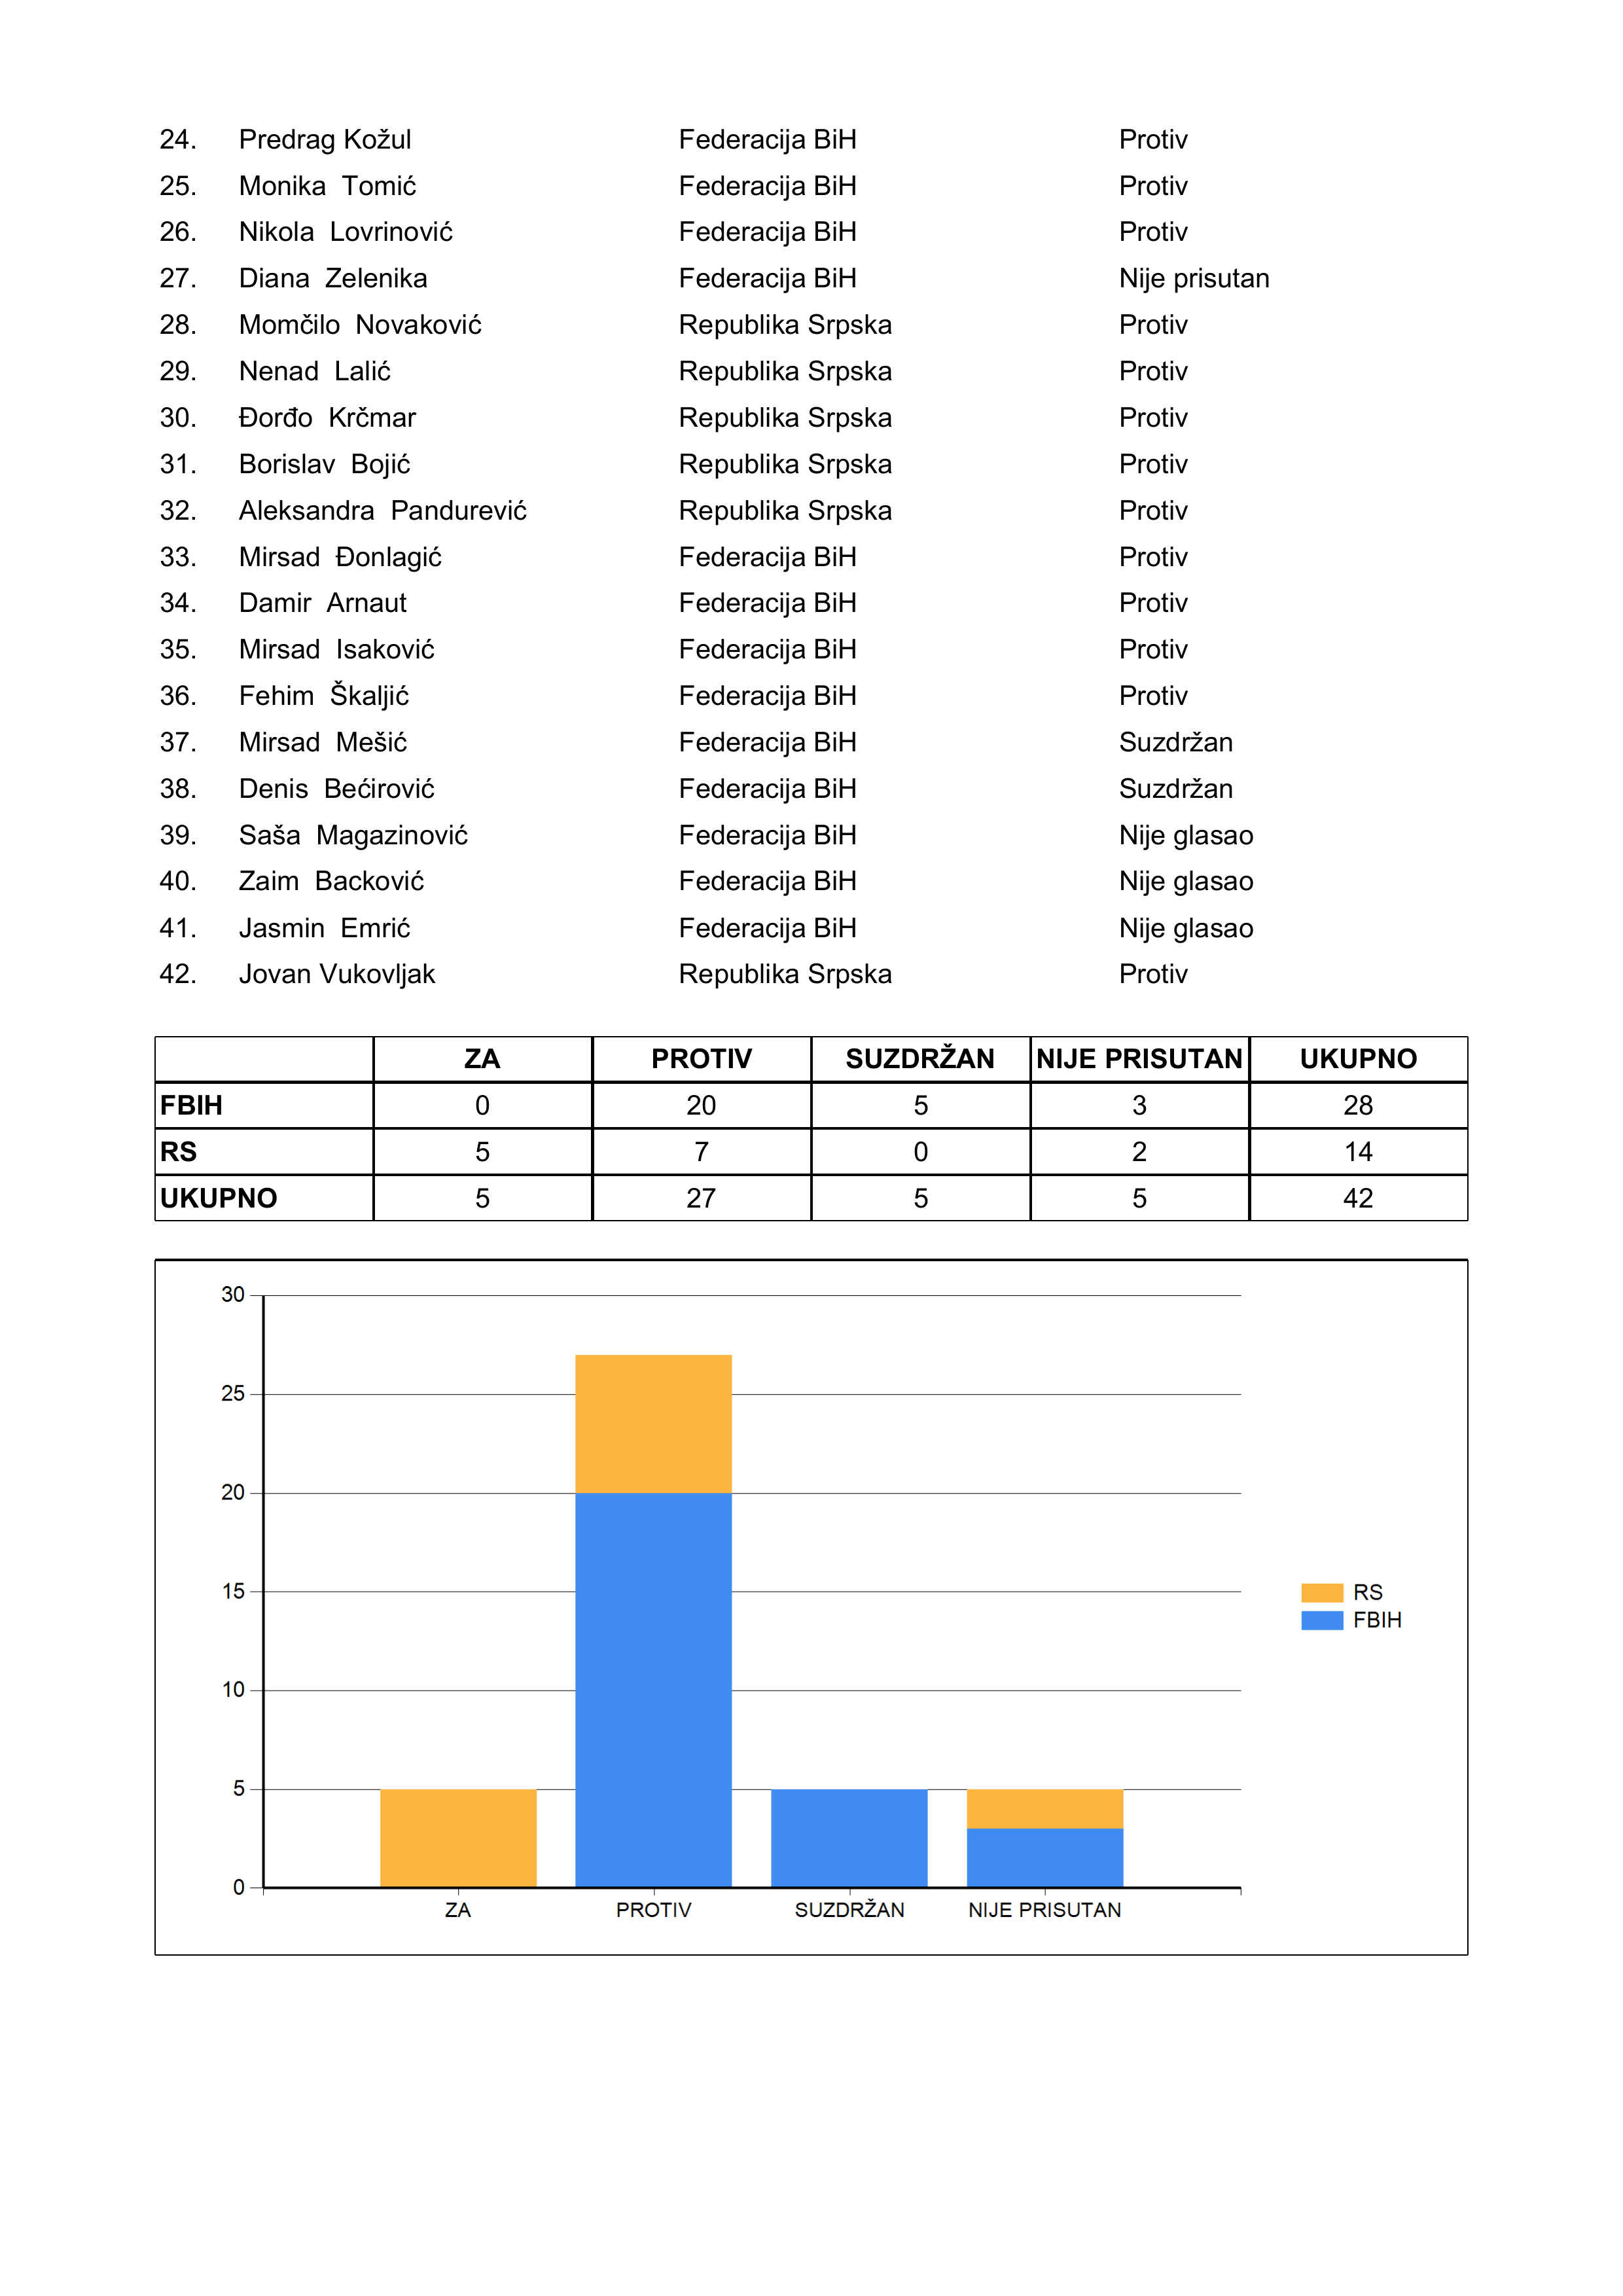 24. Predrag Kožul Federacija BiH Protiv
25. Monika Tomić Federacija BiH Protiv
26. Nikola Lovrinović Federacija BiH Protiv
27. Diana Zelenika Federacija BiH Nije prisutan
28. Momčilo Novaković Republika Srpska Protiv
29. Nenad Lalić Republika Srpska Protiv
30. Đorđo Krčmar Republika Srpska Protiv
31. Borislav Bojić Republika Srpska Protiv
32. Aleksandra Pandurević Republika Srpska Protiv
33. Mirsad Đonlagić Federacija BiH Protiv
34. Damir Arnaut Federacija BiH Protiv
35. Mirsad Isaković Federacija BiH Protiv
36. Fehim Škaljić Federacija BiH Protiv
37. Mirsad Mešić Federacija BiH Suzdržan
38. Denis Bećirović Federacija BiH Suzdržan
39. Saša Magazinović Federacija BiH Nije glasao
40. Zaim Backović Federacija BiH Nije glasao
41. Jasmin Emrić Federacija BiH Nije glasao
42. Jovan Vukovljak Republika Srpska Protiv
ZA PROTIV SUZDRŽAN NIJE PRISUTAN UKUPNO
FBIH 0 20 5 3 28
RS 5 7 0 2 14
UKUPNO 5 27 5 5 42
30
25
20
15
10
5
0
ZA PROTIV SUZDRŽAN NIJE PRISUTAN
RS
FBIH